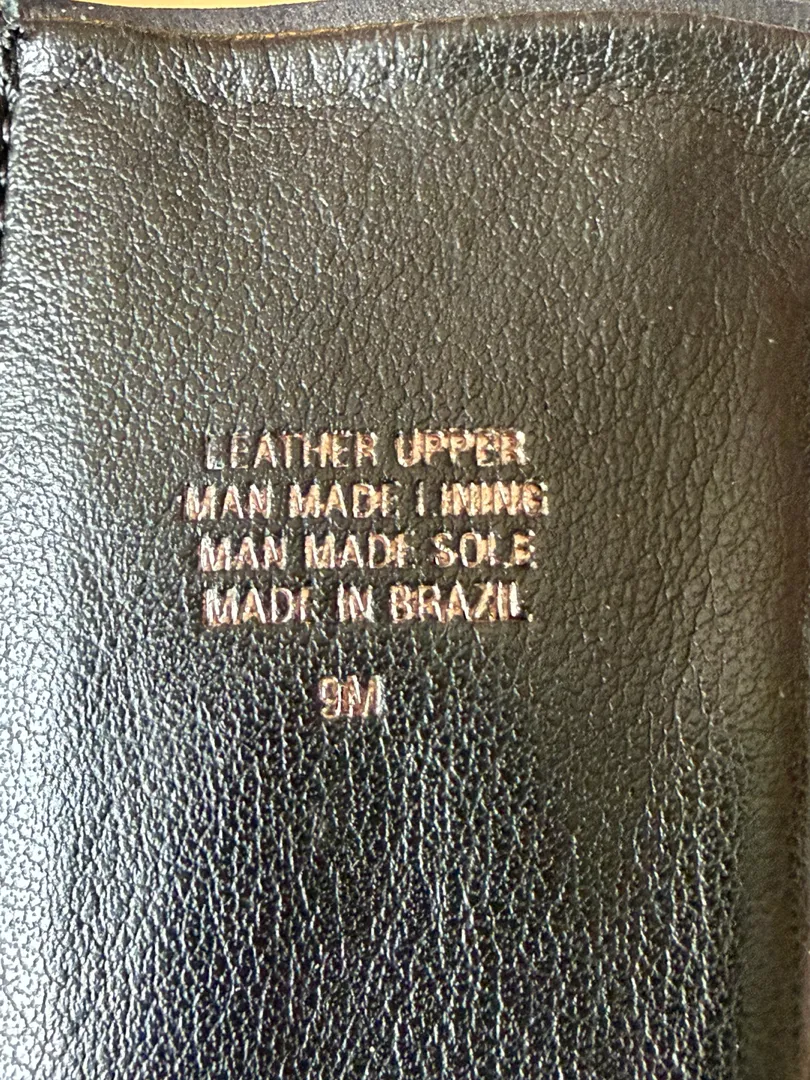 LEATHER UPPER
MAN MADE LINING
MAN MADE SOLE
MADE IN BRAZIL
9M